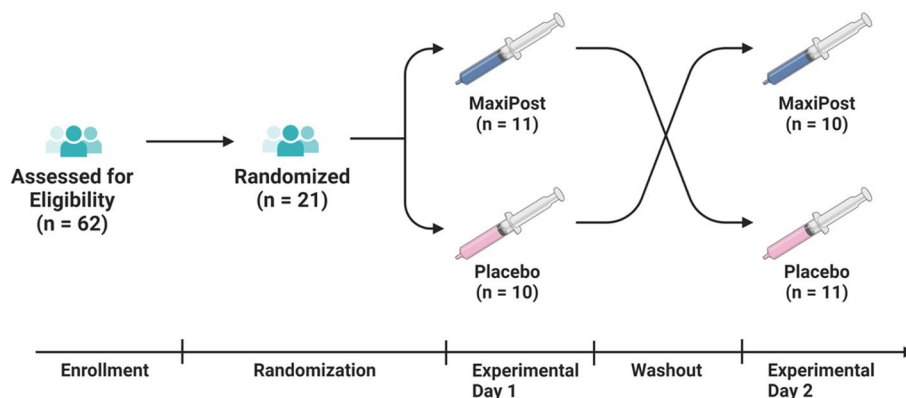 MaxiPost
(n = 11)
MaxiPost
(n = 10)
Assessed for
Eligibility
(n = 62)
Randomized
(n = 21)
Placebo
(n = 10)
Placebo
(n = 11)
Enrollment
Randomization
Experimental
Day 1
Washout
Experimental
Day 2